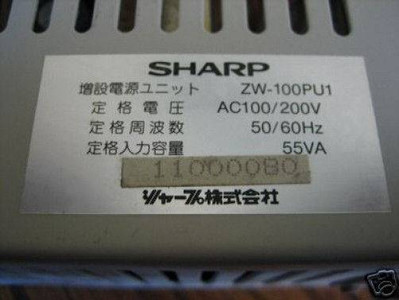 SHARP
増設電源ユニット ZW-100PU1
定格電圧 AC100/200V
定格周波数 50/60Hz
定格入力容量 55VA
11000080
シャープ株式会社